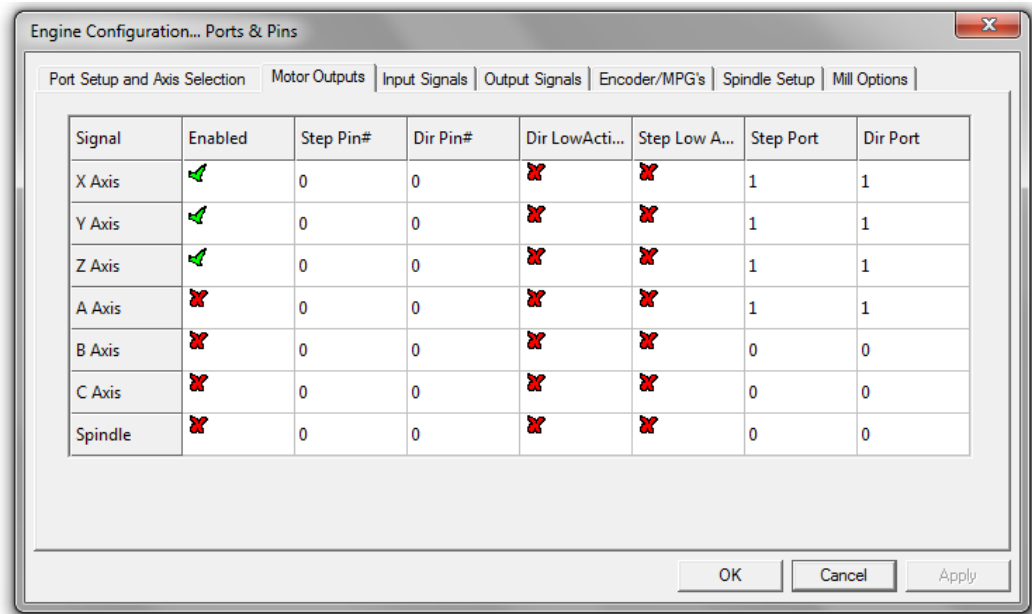 Engine Configuration... Ports & Pins
Port Setup and Axis Selection Motor Outputs Input Signals Output Signals Encoder/MPG's Spindle Setup Mill Options
Signal Enabled Step Pin# Dir Pin# Dir LowActi... Step Low A... Step Port Dir Port
X Axis 0 0 1 1
Y Axis 0 0 1 1
Z Axis 0 0 1 1
A Axis 0 0 1 1
B Axis 0 0 0 0
C Axis 0 0 0 0
Spindle 0 0 0 0
OK Cancel Apply